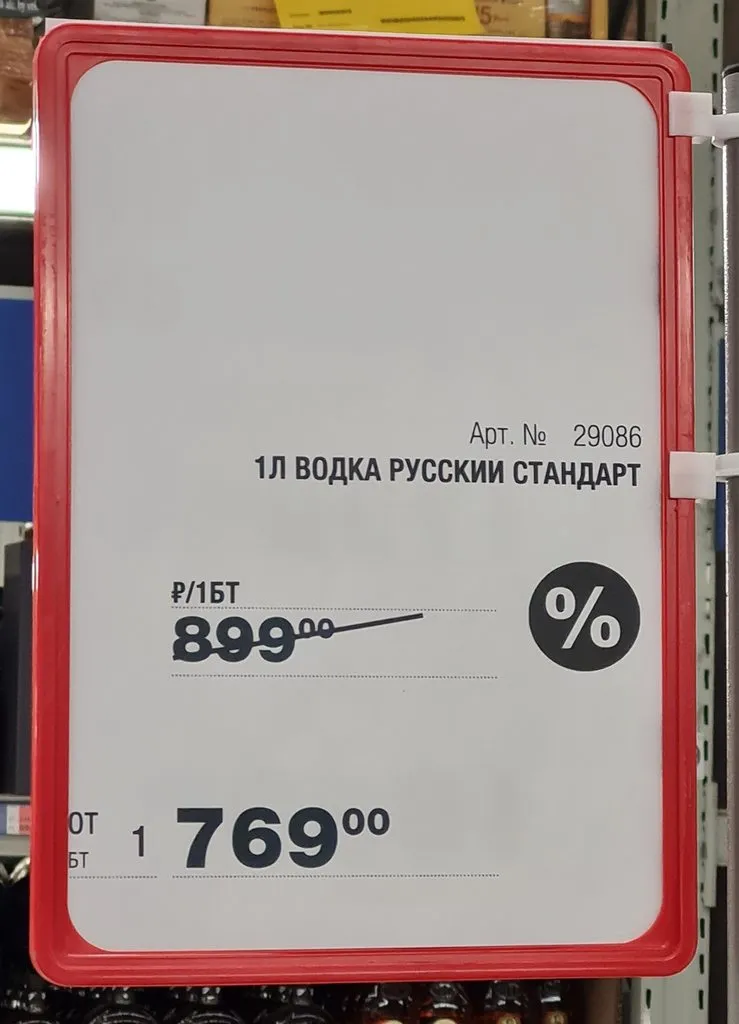 Арт. № 29086
1Л ВОДКА РУССКИИ СТАНДАРТ
₽/1БТ
899⁰⁰
%
ОТ 1 769⁰⁰
БТ